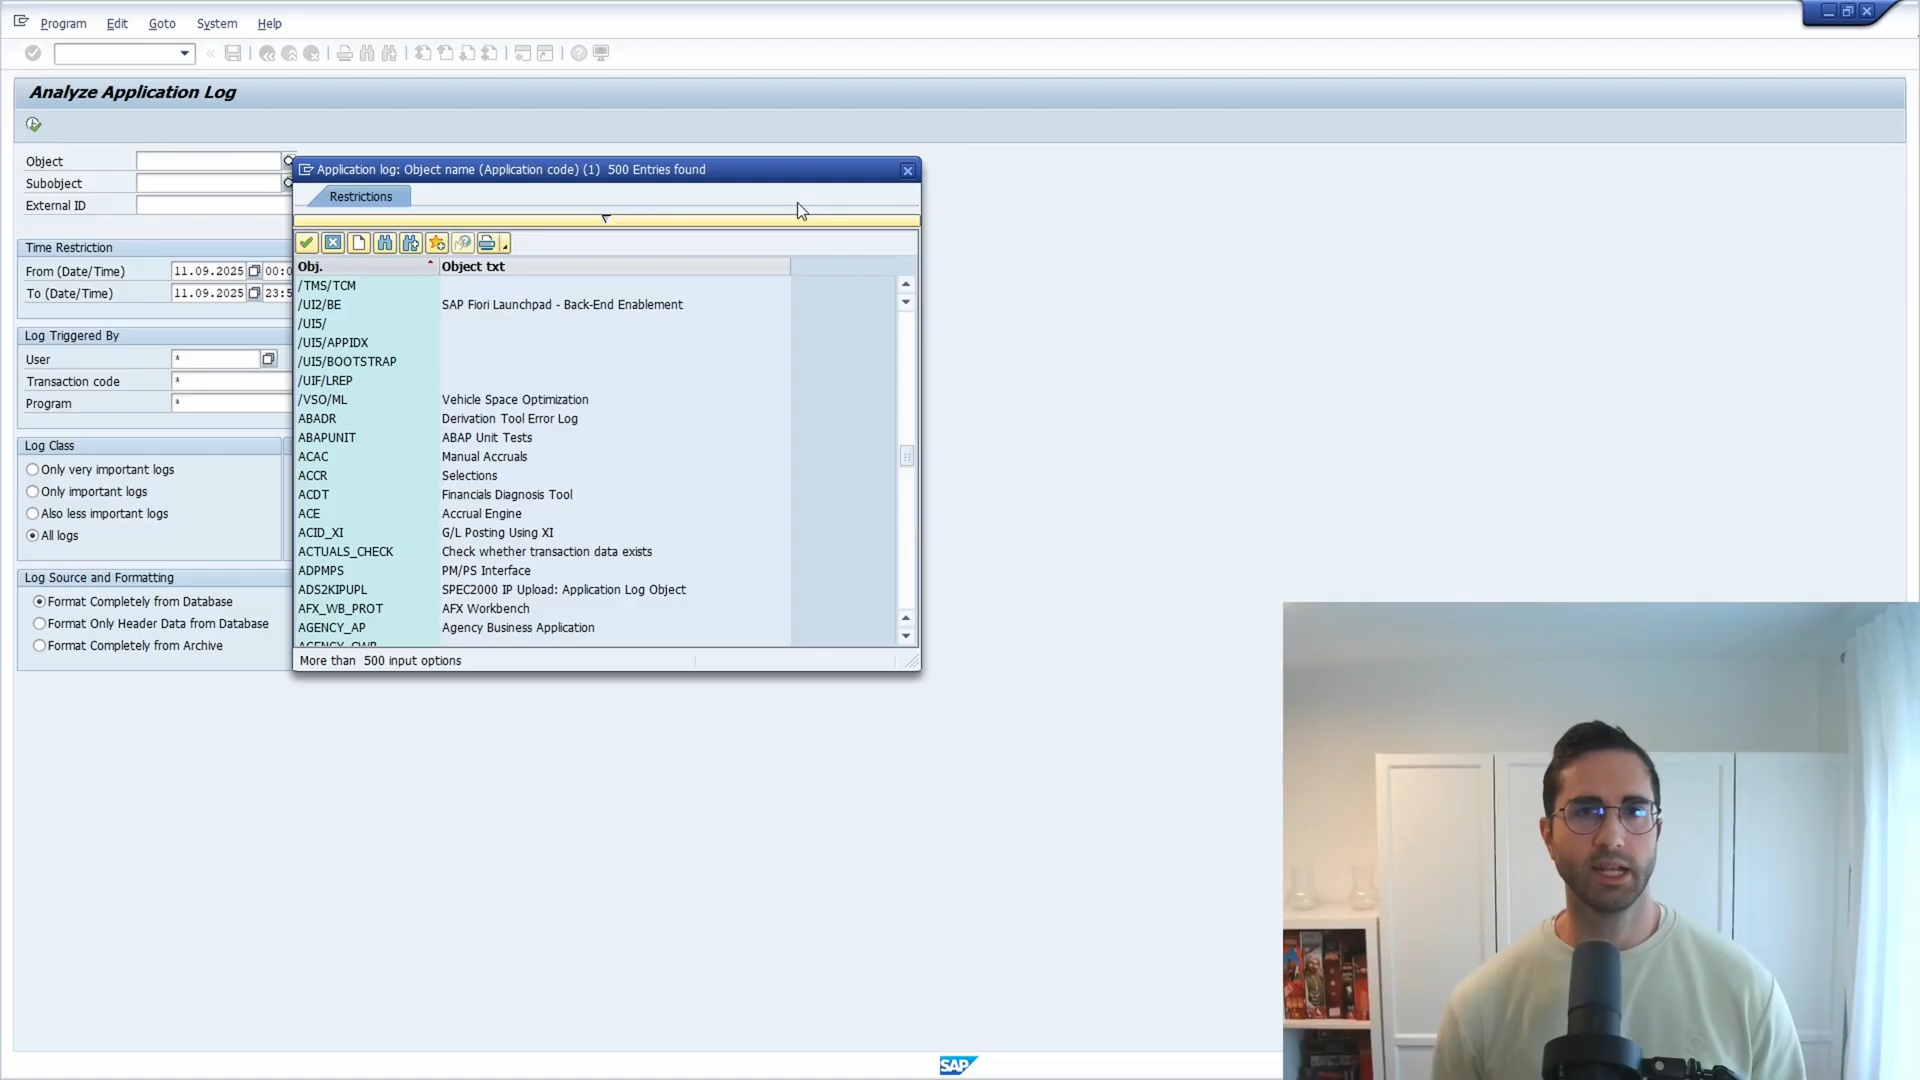 Program Edit Goto System Help
Analyze Application Log
Object
Subobject
External ID
Time Restriction
From (Date/Time) 11.09.2025 00:0
To (Date/Time) 11.09.2025 23:5
Log Triggered By
User *
Transaction code *
Program *
Log Class
Only very important logs
Only important logs
Also less important logs
All logs
Log Source and Formatting
Format Completely from Database
Format Only Header Data from Database
Format Completely from Archive
Application log: Object name (Application code) (1) 500 Entries found
Restrictions
Obj. Object txt
/TMS/TCM
/UI2/BE SAP Fiori Launchpad - Back-End Enablement
/UI5/
/UI5/APPIDX
/UI5/BOOTSTRAP
/UIF/LREP
/VSO/ML Vehicle Space Optimization
ABADR Derivation Tool Error Log
ABAPUNIT ABAP Unit Tests
ACAC Manual Accruals
ACCR Selections
ACDT Financials Diagnosis Tool
ACE Accrual Engine
ACID_XI G/L Posting Using XI
ACTUALS_CHECK Check whether transaction data exists
ADPMPS PM/PS Interface
ADS2KIPUPL SPEC2000 IP Upload: Application Log Object
AFX_WB_PROT AFX Workbench
AGENCY_AP Agency Business Application
More than 500 input options
SAP